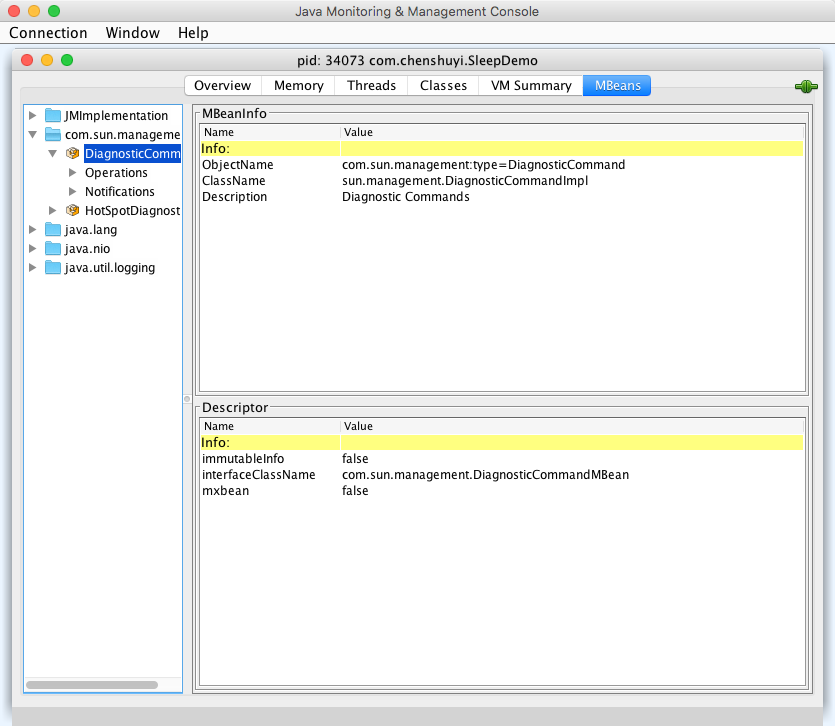 Java Monitoring & Management Console
Connection Window Help
pid: 34073 com.chenshuyi.SleepDemo
Overview Memory Threads Classes VM Summary MBeans
JMImplementation
com.sun.manageme
DiagnosticComm
Operations
Notifications
HotSpotDiagnost
java.lang
java.nio
java.util.logging
MBeanInfo
Name Value
Info:
ObjectName com.sun.management:type=DiagnosticCommand
ClassName sun.management.DiagnosticCommandImpl
Description Diagnostic Commands
Descriptor
Name Value
Info:
immutableInfo false
interfaceClassName com.sun.management.DiagnosticCommandMBean
mxbean false